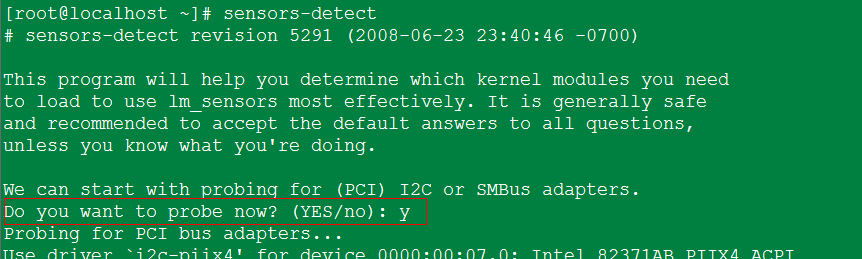 [root@localhost ~]# sensors-detect
# sensors-detect revision 5291 (2008-06-23 23:40:46 -0700)
This program will help you determine which kernel modules you need
to load to use lm_sensors most effectively. It is generally safe
and recommended to accept the default answers to all questions,
unless you know what you're doing.
We can start with probing for (PCI) I2C or SMBus adapters.
Do you want to probe now? (YES/no): y
Probing for PCI bus adapters...
Use driver `i2c-piix4' for device 0000:00:07.0: Intel 82371AB PIIX4 ACPI